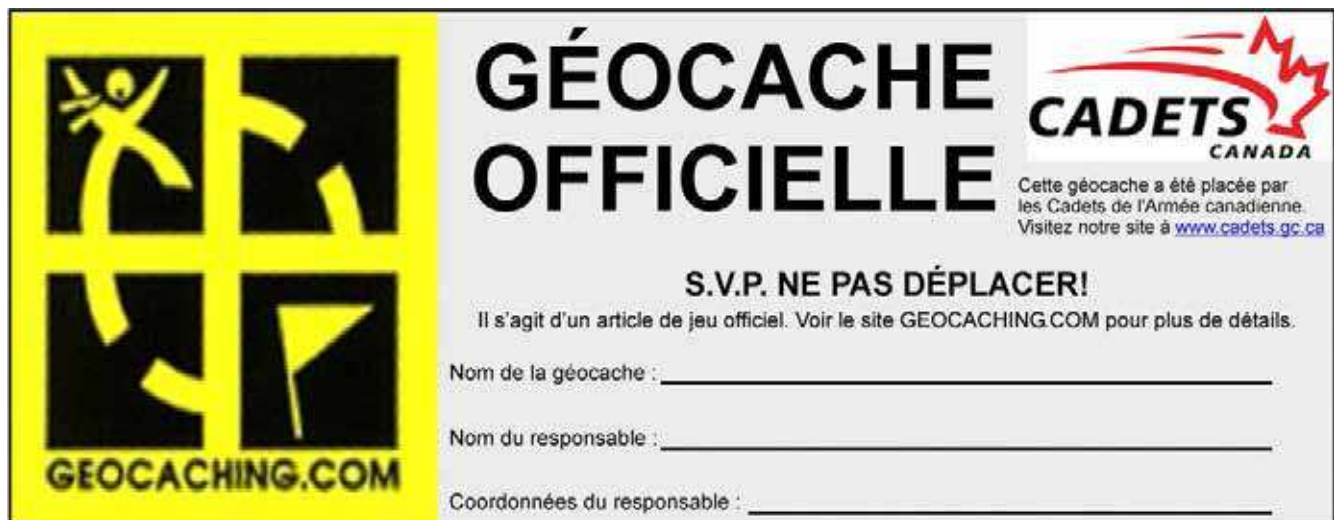 GEOCACHING.COM
GÉOCACHE
OFFICIELLE
CADETS
CANADA
Cette géocache a été placée par
les Cadets de l'Armée canadienne.
Visitez notre site à www.cadets.gc.ca
S.V.P. NE PAS DÉPLACER!
Il s'agit d'un article de jeu officiel. Voir le site GEOCACHING.COM pour plus de détails.
Nom de la géocache :
Nom du responsable :
Coordonnées du responsable :